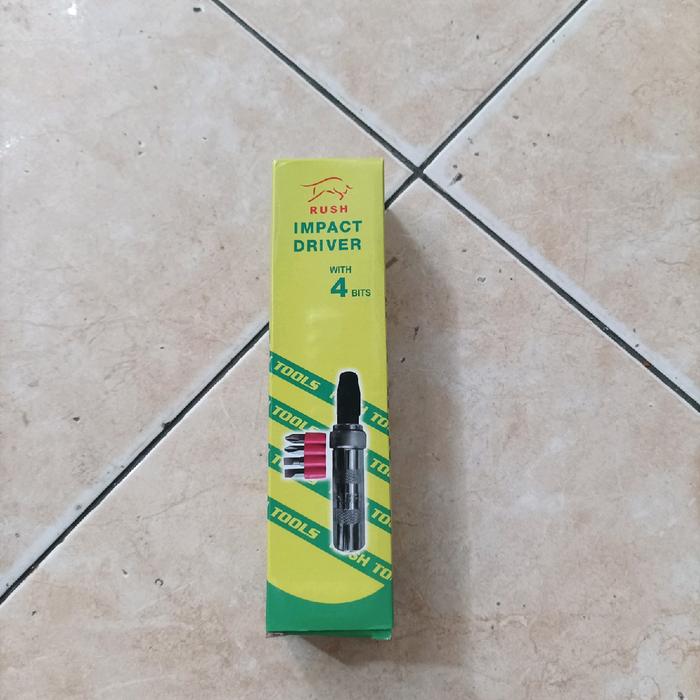 RUSH
IMPACT
DRIVER
WITH
4 BITS
TOOLS
TOOLS
TOOLS